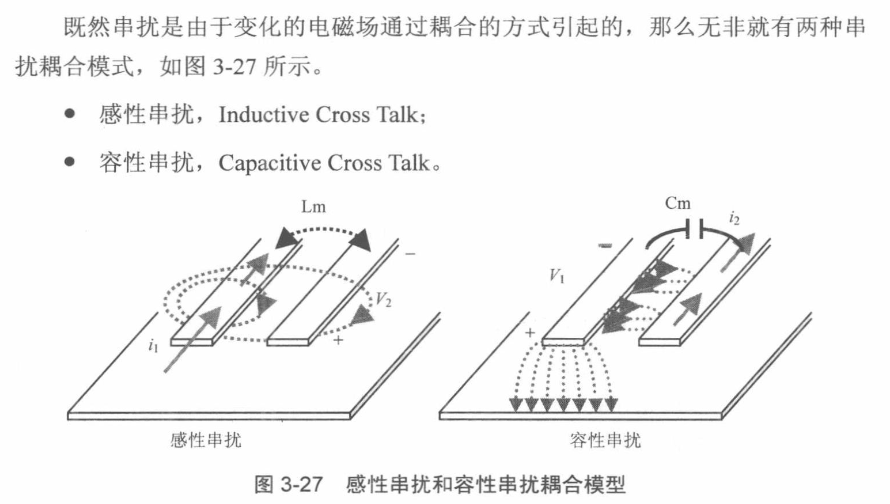 既然串扰是由于变化的电磁场通过耦合的方式引起的，那么无非就有两种串
扰耦合模式，如图 3-27 所示。
● 感性串扰，Inductive Cross Talk；
● 容性串扰，Capacitive Cross Talk。
Lm
−
V2
i1
+
Cm
i2
−
V1
+
感性串扰
容性串扰
图 3-27 感性串扰和容性串扰耦合模型